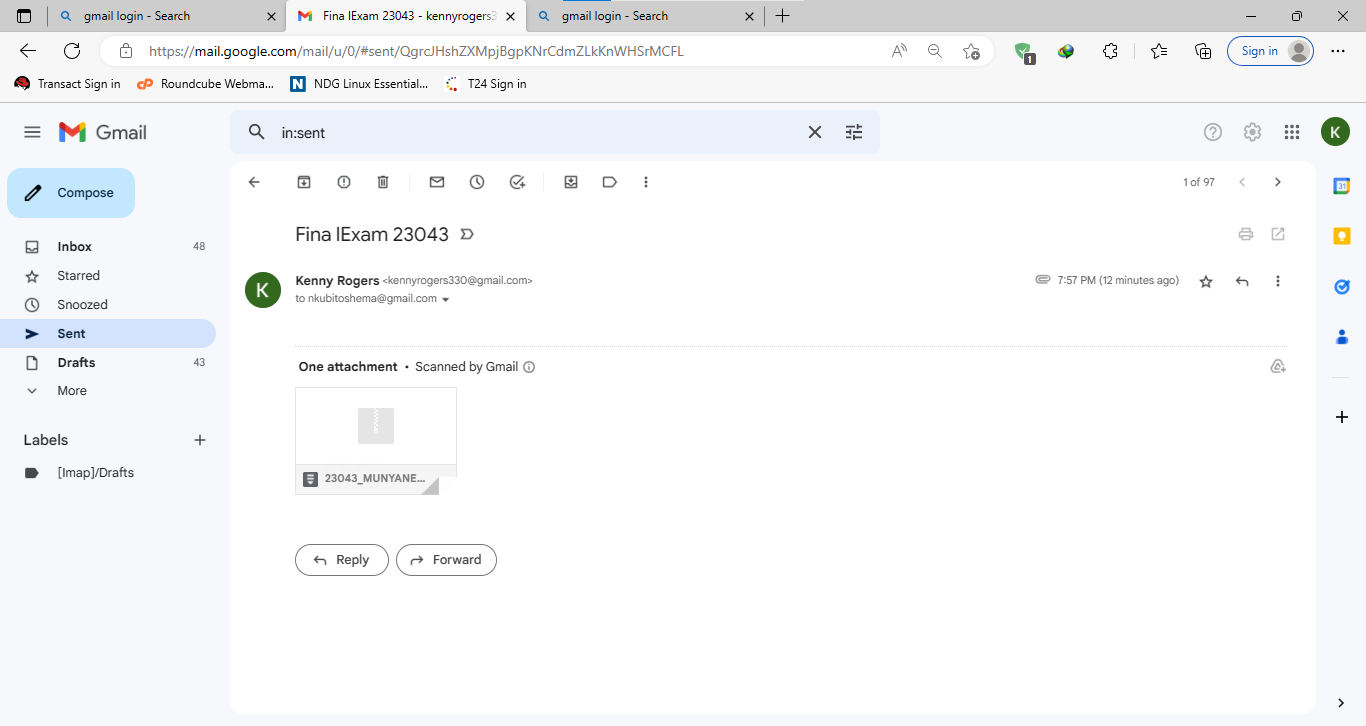 gmail login - Search
Fina lExam 23043 - kennyrogers3
gmail login - Search
https://mail.google.com/mail/u/0/#sent/QgrcJHshZXMpjBgpKNrCdmZLkKnWHSrMCFL
1
Sign in
Transact Sign in
Roundcube Webma...
N
NDG Linux Essential...
T24 Sign in
Gmail
in:sent
K
Compose
1 of 97
31
Inbox 48
Starred
Snoozed
Sent
Drafts 43
More
Labels
[Imap]/Drafts
Fina lExam 23043
K
Kenny Rogers <kennyrogers330@gmail.com>
7:57 PM (12 minutes ago)
to nkubitoshema@gmail.com
One attachment • Scanned by Gmail
23043_MUNYANE...
Reply
Forward